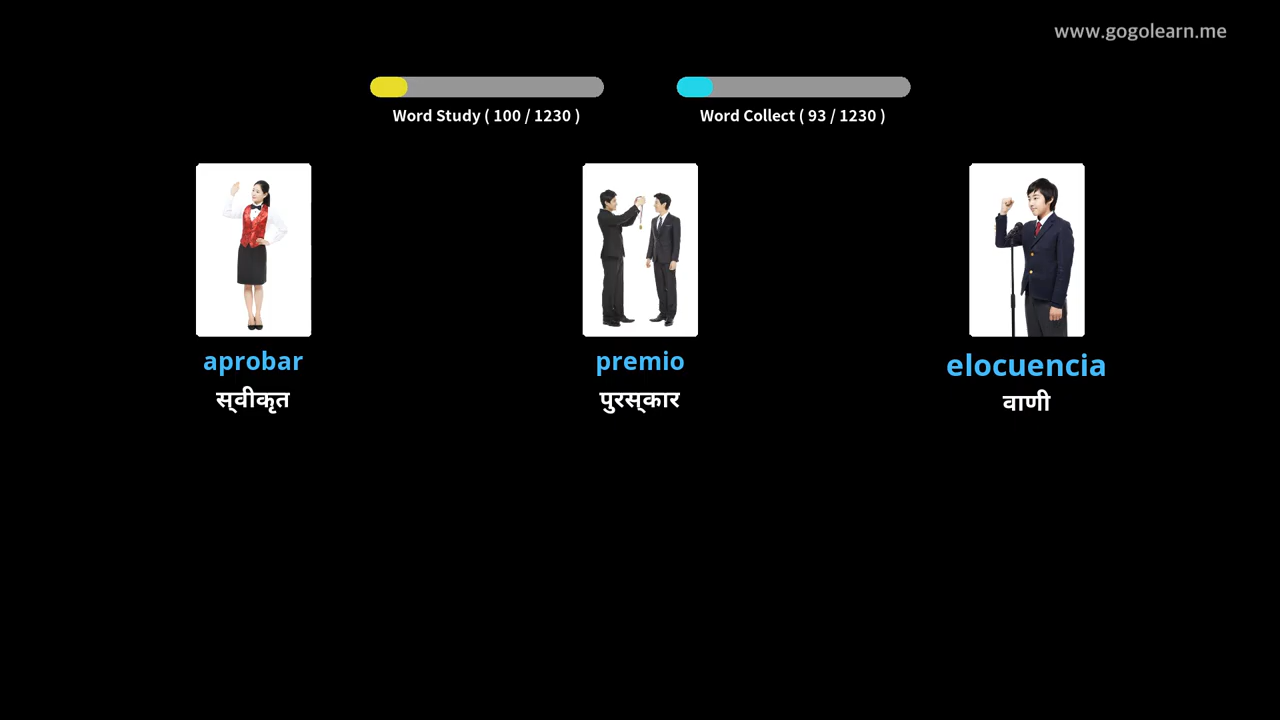 www.gogolearn.me
Word Study ( 100 / 1230 )
Word Collect ( 93 / 1230 )
aprobar
स्वीकृत
premio
पुरस्कार
elocuencia
वाणी